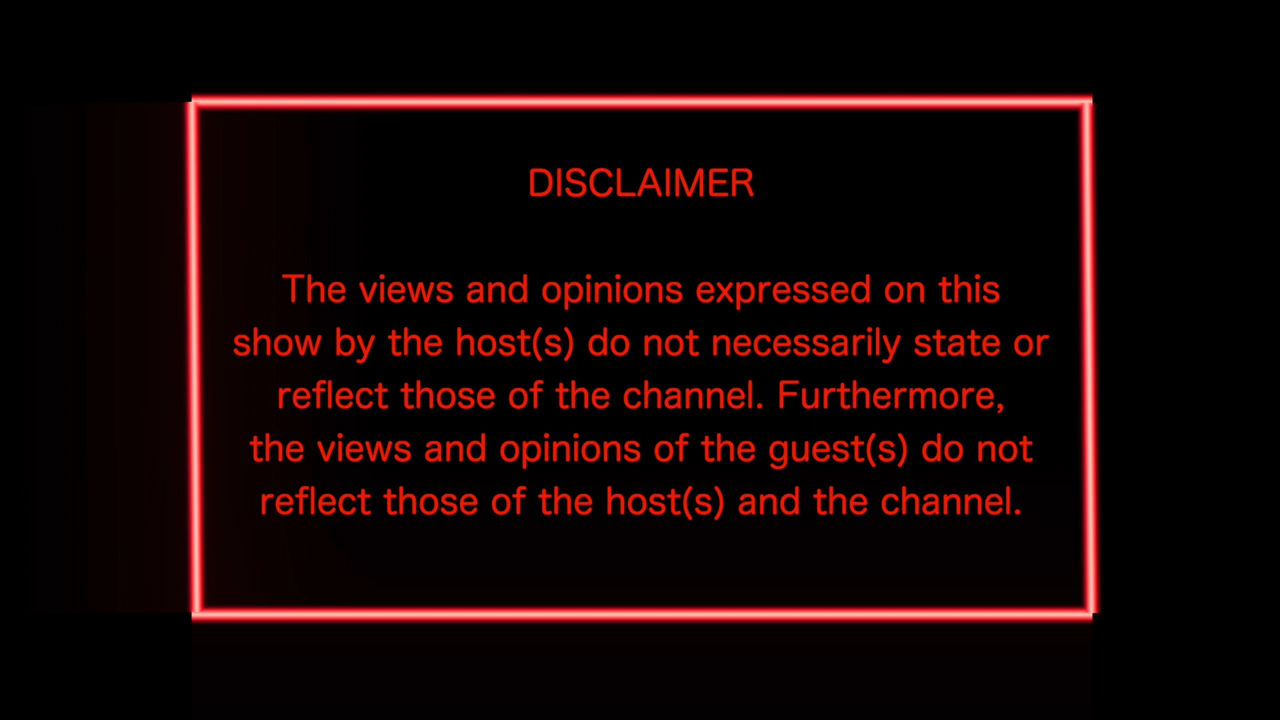 DISCLAIMER
The views and opinions expressed on this
show by the host(s) do not necessarily state or
reflect those of the channel. Furthermore,
the views and opinions of the guest(s) do not
reflect those of the host(s) and the channel.